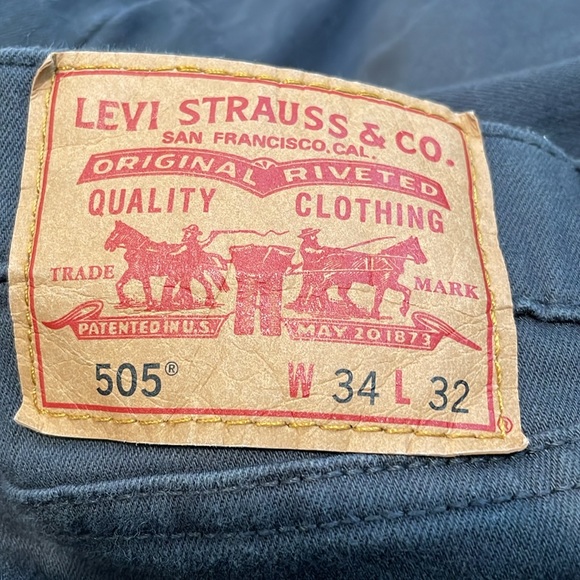 LEVI STRAUSS & CO.
SAN FRANCISCO, CAL.
ORIGINAL RIVETED
QUALITY CLOTHING
TRADE MARK
PATENTED IN U.S. MAY 20 1873
505® W 34 L 32
®